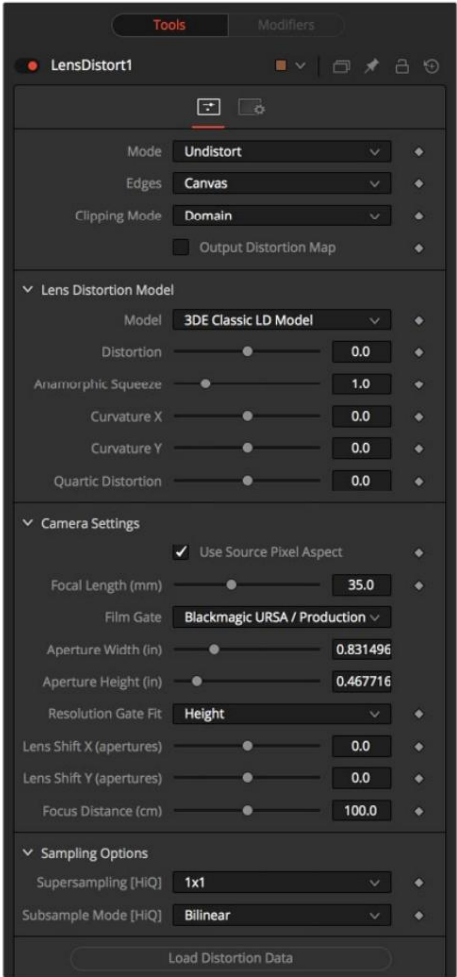 Tools Modifiers
LensDistort1
Mode Undistort
Edges Canvas
Clipping Mode Domain
Output Distortion Map
Lens Distortion Model
Model 3DE Classic LD Model
Distortion 0.0
Anamorphic Squeeze 1.0
Curvature X 0.0
Curvature Y 0.0
Quartic Distortion 0.0
Camera Settings
Use Source Pixel Aspect
Focal Length (mm) 35.0
Film Gate Blackmagic URSA / Production
Aperture Width (in) 0.831496
Aperture Height (in) 0.467716
Resolution Gate Fit Height
Lens Shift X (apertures) 0.0
Lens Shift Y (apertures) 0.0
Focus Distance (cm) 100.0
Sampling Options
Supersampling [HiQ] 1x1
Subsample Mode [HiQ] Bilinear
Load Distortion Data